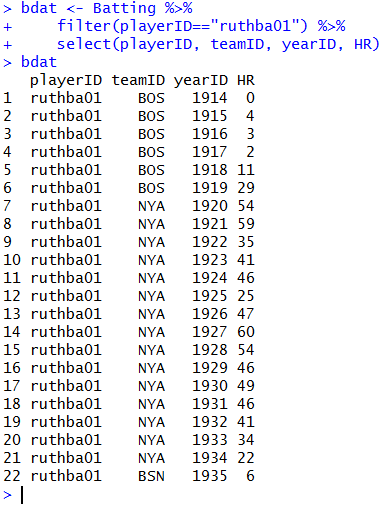 > bdat <- Batting %>%
+    filter(playerID=="ruthba01") %>%
+    select(playerID, teamID, yearID, HR)
> bdat
   playerID teamID yearID HR
1  ruthba01    BOS   1914  0
2  ruthba01    BOS   1915  4
3  ruthba01    BOS   1916  3
4  ruthba01    BOS   1917  2
5  ruthba01    BOS   1918 11
6  ruthba01    BOS   1919 29
7  ruthba01    NYA   1920 54
8  ruthba01    NYA   1921 59
9  ruthba01    NYA   1922 35
10 ruthba01    NYA   1923 41
11 ruthba01    NYA   1924 46
12 ruthba01    NYA   1925 25
13 ruthba01    NYA   1926 47
14 ruthba01    NYA   1927 60
15 ruthba01    NYA   1928 54
16 ruthba01    NYA   1929 46
17 ruthba01    NYA   1930 49
18 ruthba01    NYA   1931 46
19 ruthba01    NYA   1932 41
20 ruthba01    NYA   1933 34
21 ruthba01    NYA   1934 22
22 ruthba01    BSN   1935  6
>